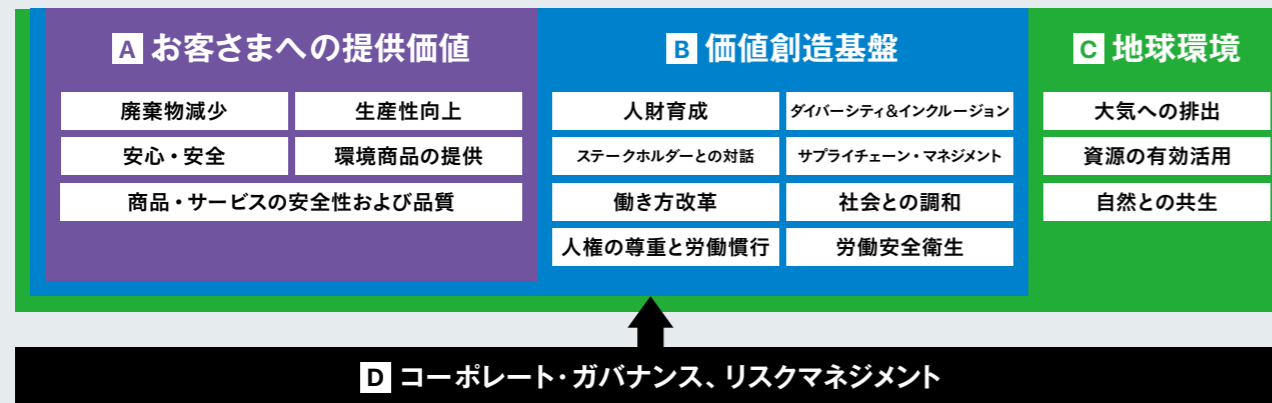 A お客さまへの提供価値
廃棄物減少
生産性向上
安心・安全
環境商品の提供
商品・サービスの安全性および品質
B 価値創造基盤
人財育成
ダイバーシティ&インクルージョン
ステークホルダーとの対話
サプライチェーン・マネジメント
働き方改革
社会との調和
人権の尊重と労働慣行
労働安全衛生
C 地球環境
大気への排出
資源の有効活用
自然との共生
D コーポレート・ガバナンス、リスクマネジメント